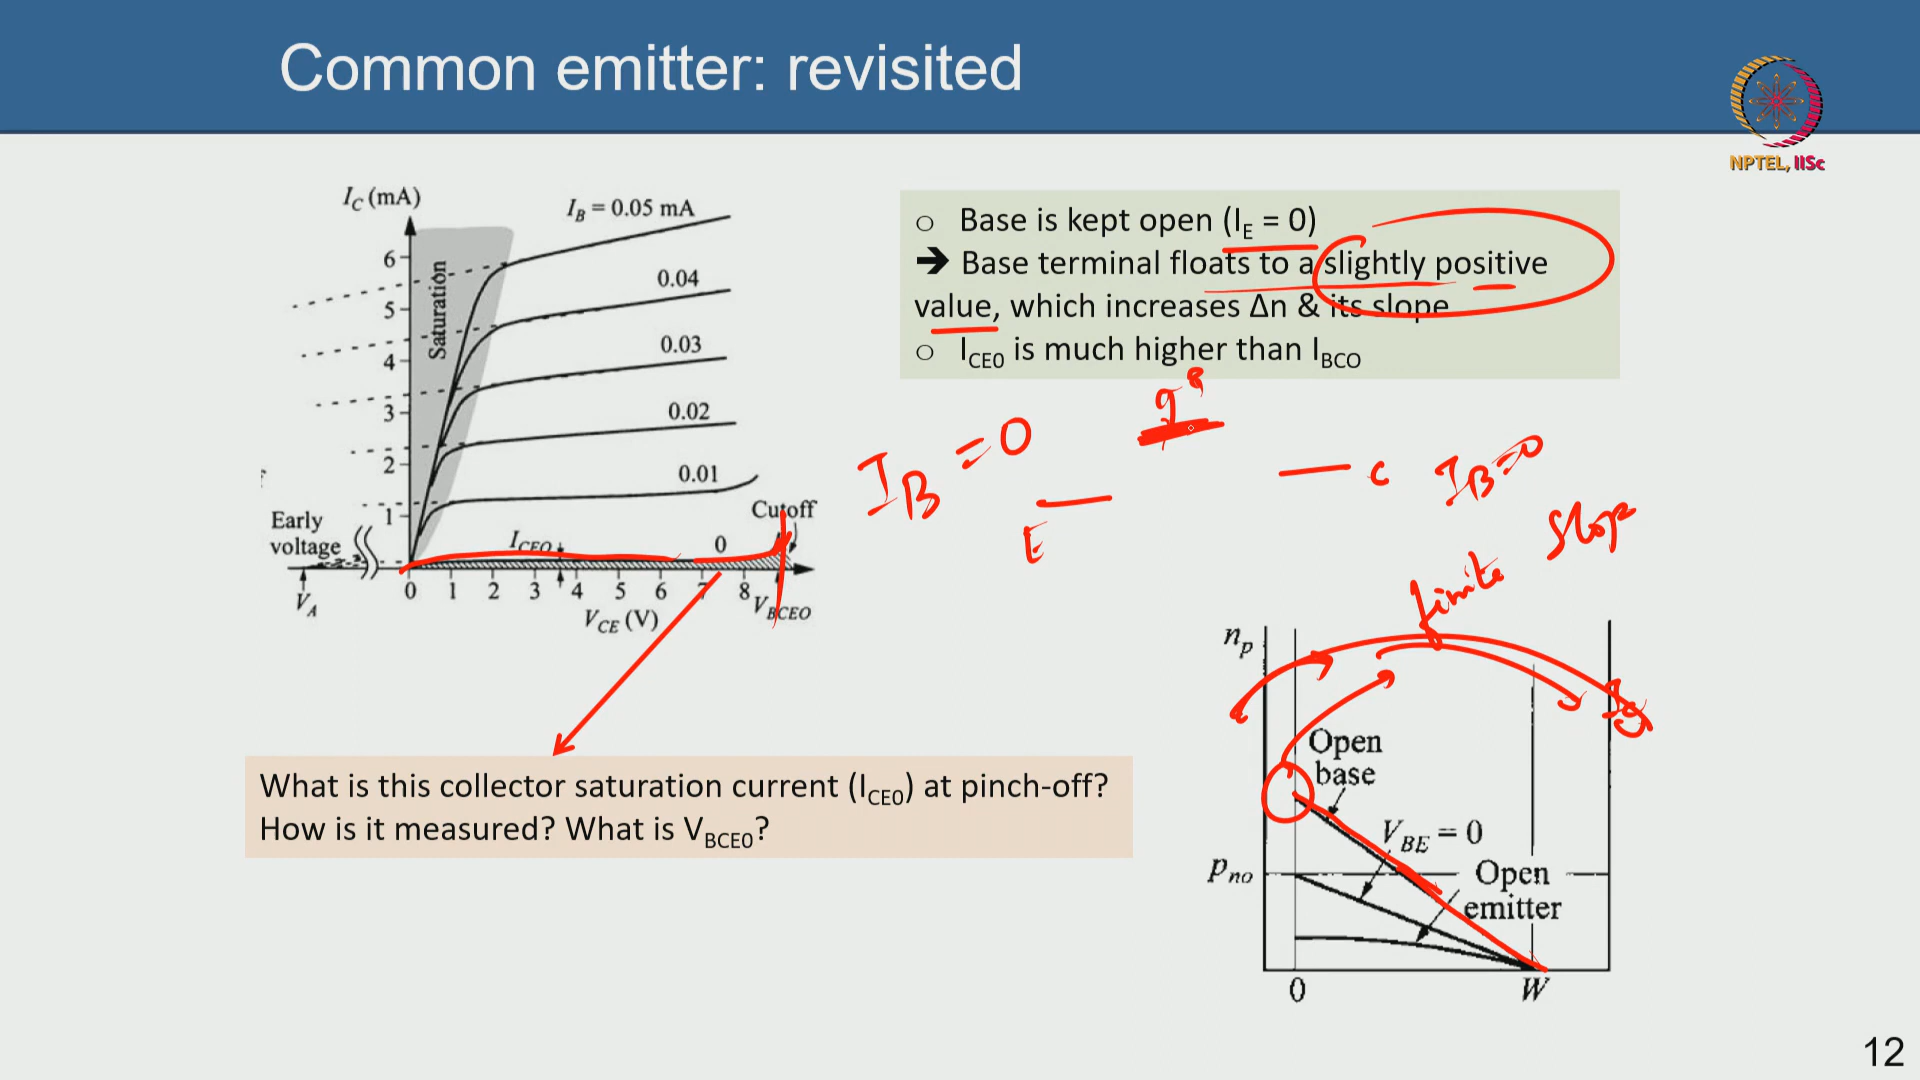 Common emitter: revisited
NPTEL, IISc
I_C (mA)
I_B = 0.05 mA
0.04
0.03
0.02
0.01
0
6
5
4
3
2
1
Saturation
Cutoff
Early
voltage
I_CEO
V_A
0 1 2 3 4 5 6 7 8
V_BCEO
V_CE (V)
o Base is kept open (I_E = 0)
➔ Base terminal floats to a slightly positive
value, which increases Δn & its slope
o I_CE0 is much higher than I_BCO
I_B = 0
E
C
I_B = 0
finite slop
What is this collector saturation current (I_CE0) at pinch-off?
How is it measured? What is V_BCE0?
n_p
Open
base
V_BE = 0
p_no
Open
emitter
0
W
12